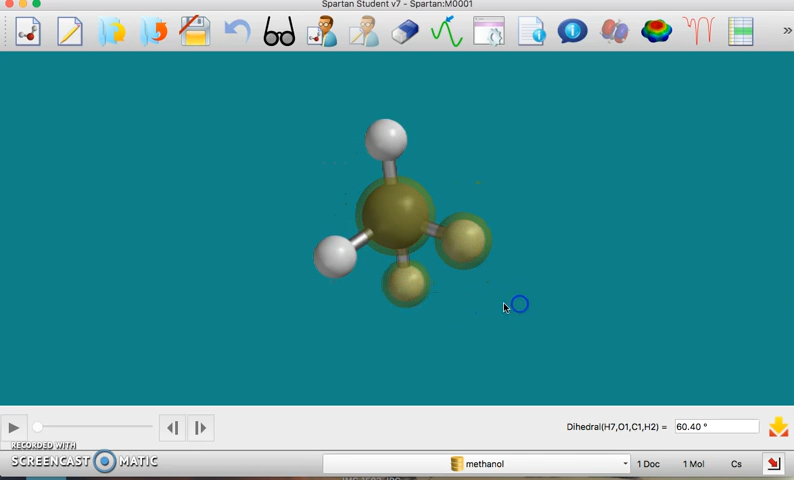 Spartan Student v7 - Spartan:M0001
»
Dihedral(H7,O1,C1,H2) = 60.40 °
RECORDED WITH
SCREENCAST MATIC
methanol 1 Doc 1 Mol Cs